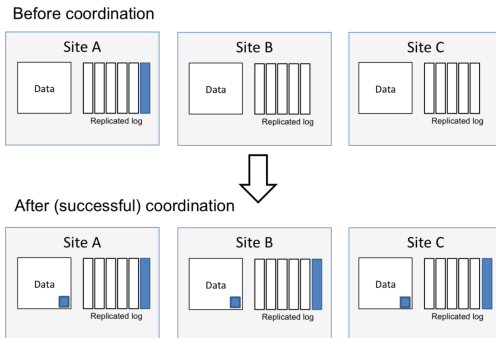 Before coordination
Site A
Site B
Site C
Data
Data
Data
Replicated log
Replicated log
Replicated log
After (successful) coordination
Site A
Site B
Site C
Data
Data
Data
Replicated log
Replicated log
Replicated log